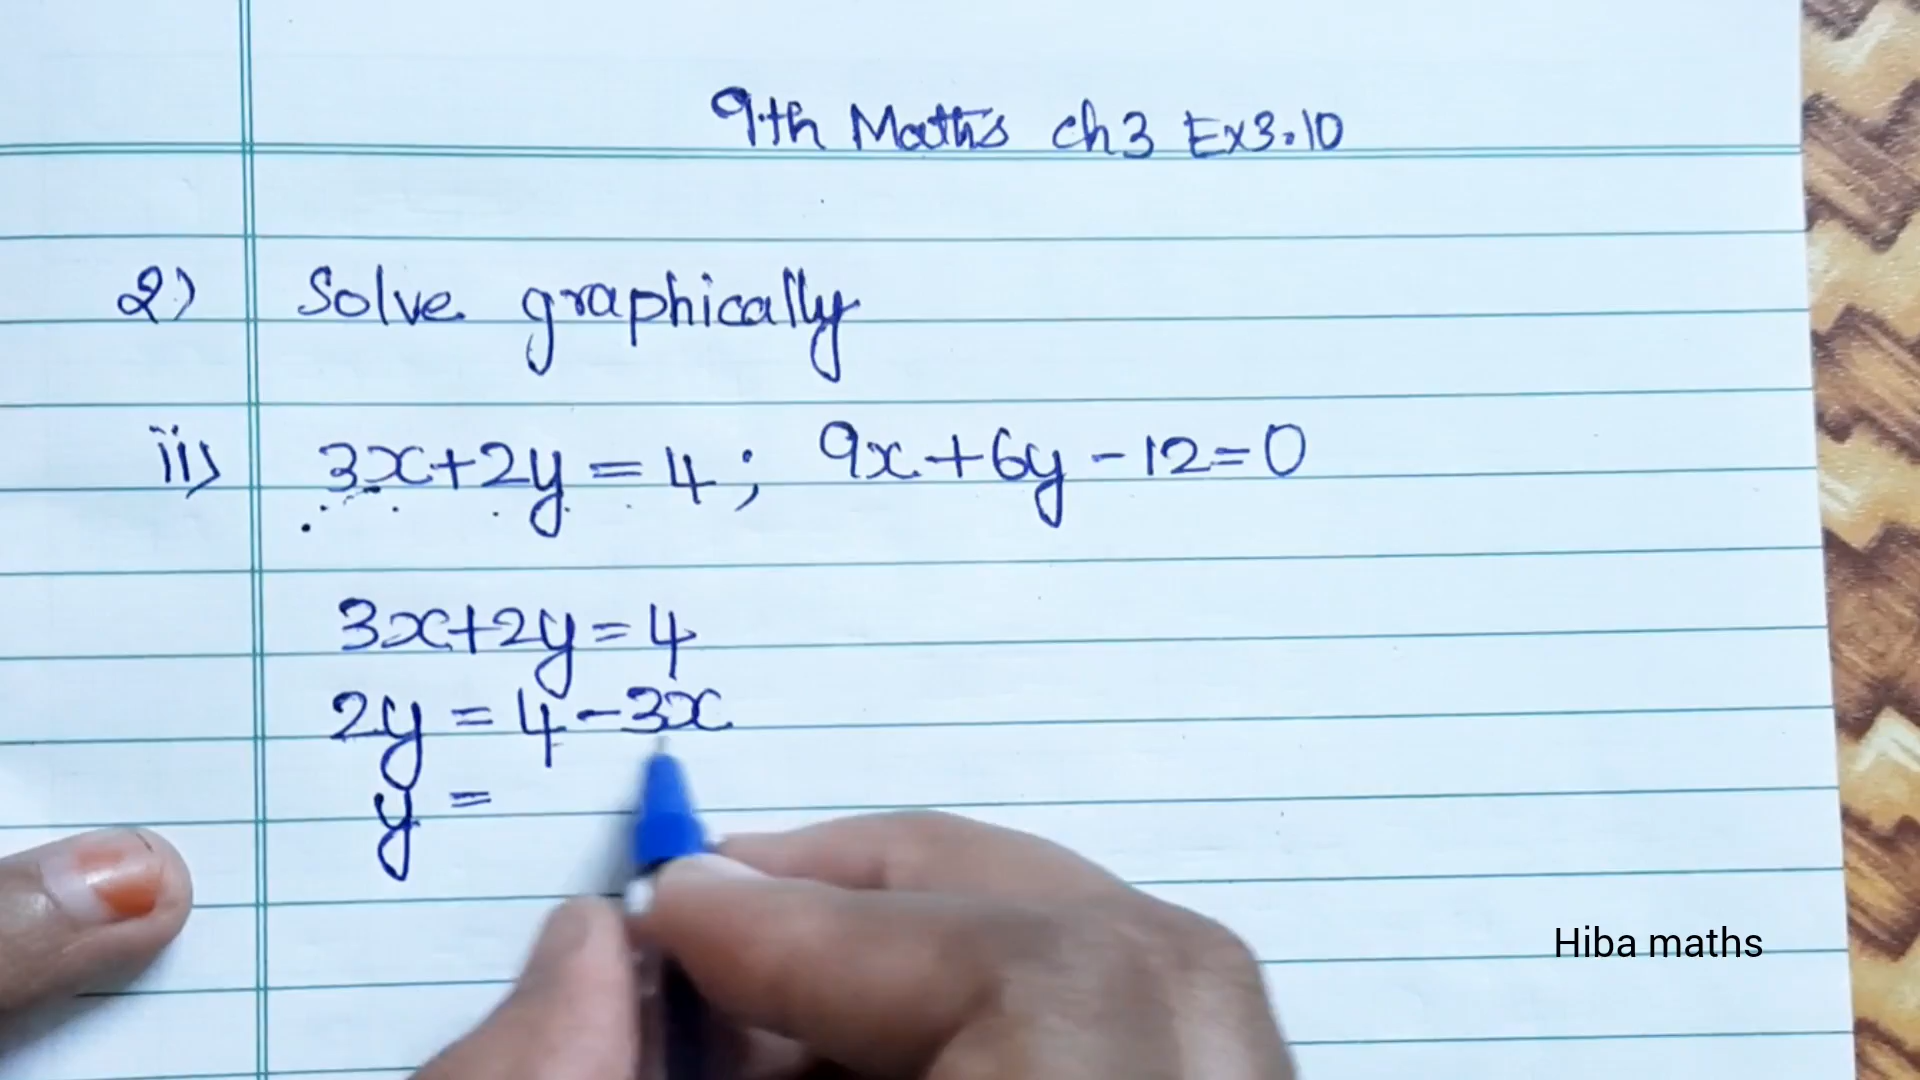 9th Maths ch3 Ex3.10
2) Solve graphically
ii) 3x+2y=4; 9x+6y-12=0
3x+2y=4
2y=4-3x
y=
Hiba maths